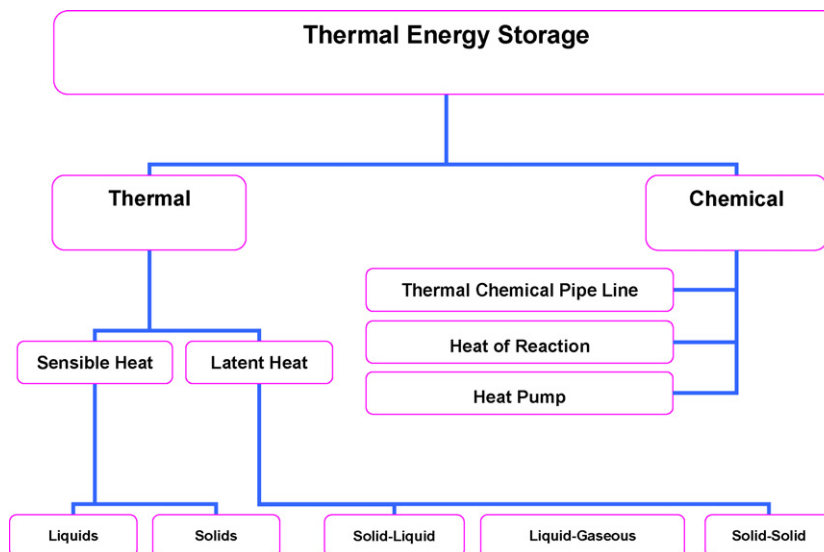 Thermal Energy Storage
Thermal
Chemical
Thermal Chemical Pipe Line
Heat of Reaction
Sensible Heat
Latent Heat
Heat Pump
Liquids
Solids
Solid-Liquid
Liquid-Gaseous
Solid-Solid